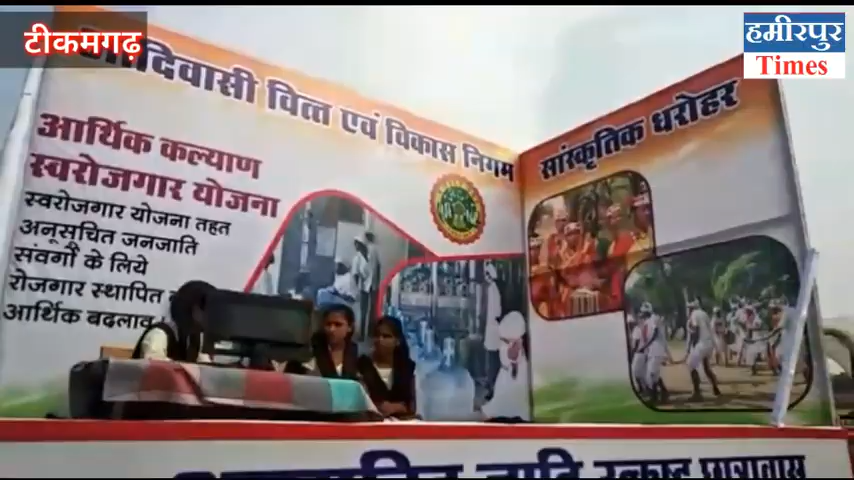 टीकमगढ़
हमीरपुर
Times
आदिवासी वित्त एवं विकास निगम
सांस्कृतिक धरोहर
आर्थिक कल्याण
स्वरोजगार योजना
स्वरोजगार योजना तहत
अनुसूचित जनजाति
संवर्गो के लिये
रोजगार स्थापित
आर्थिक बदलाव